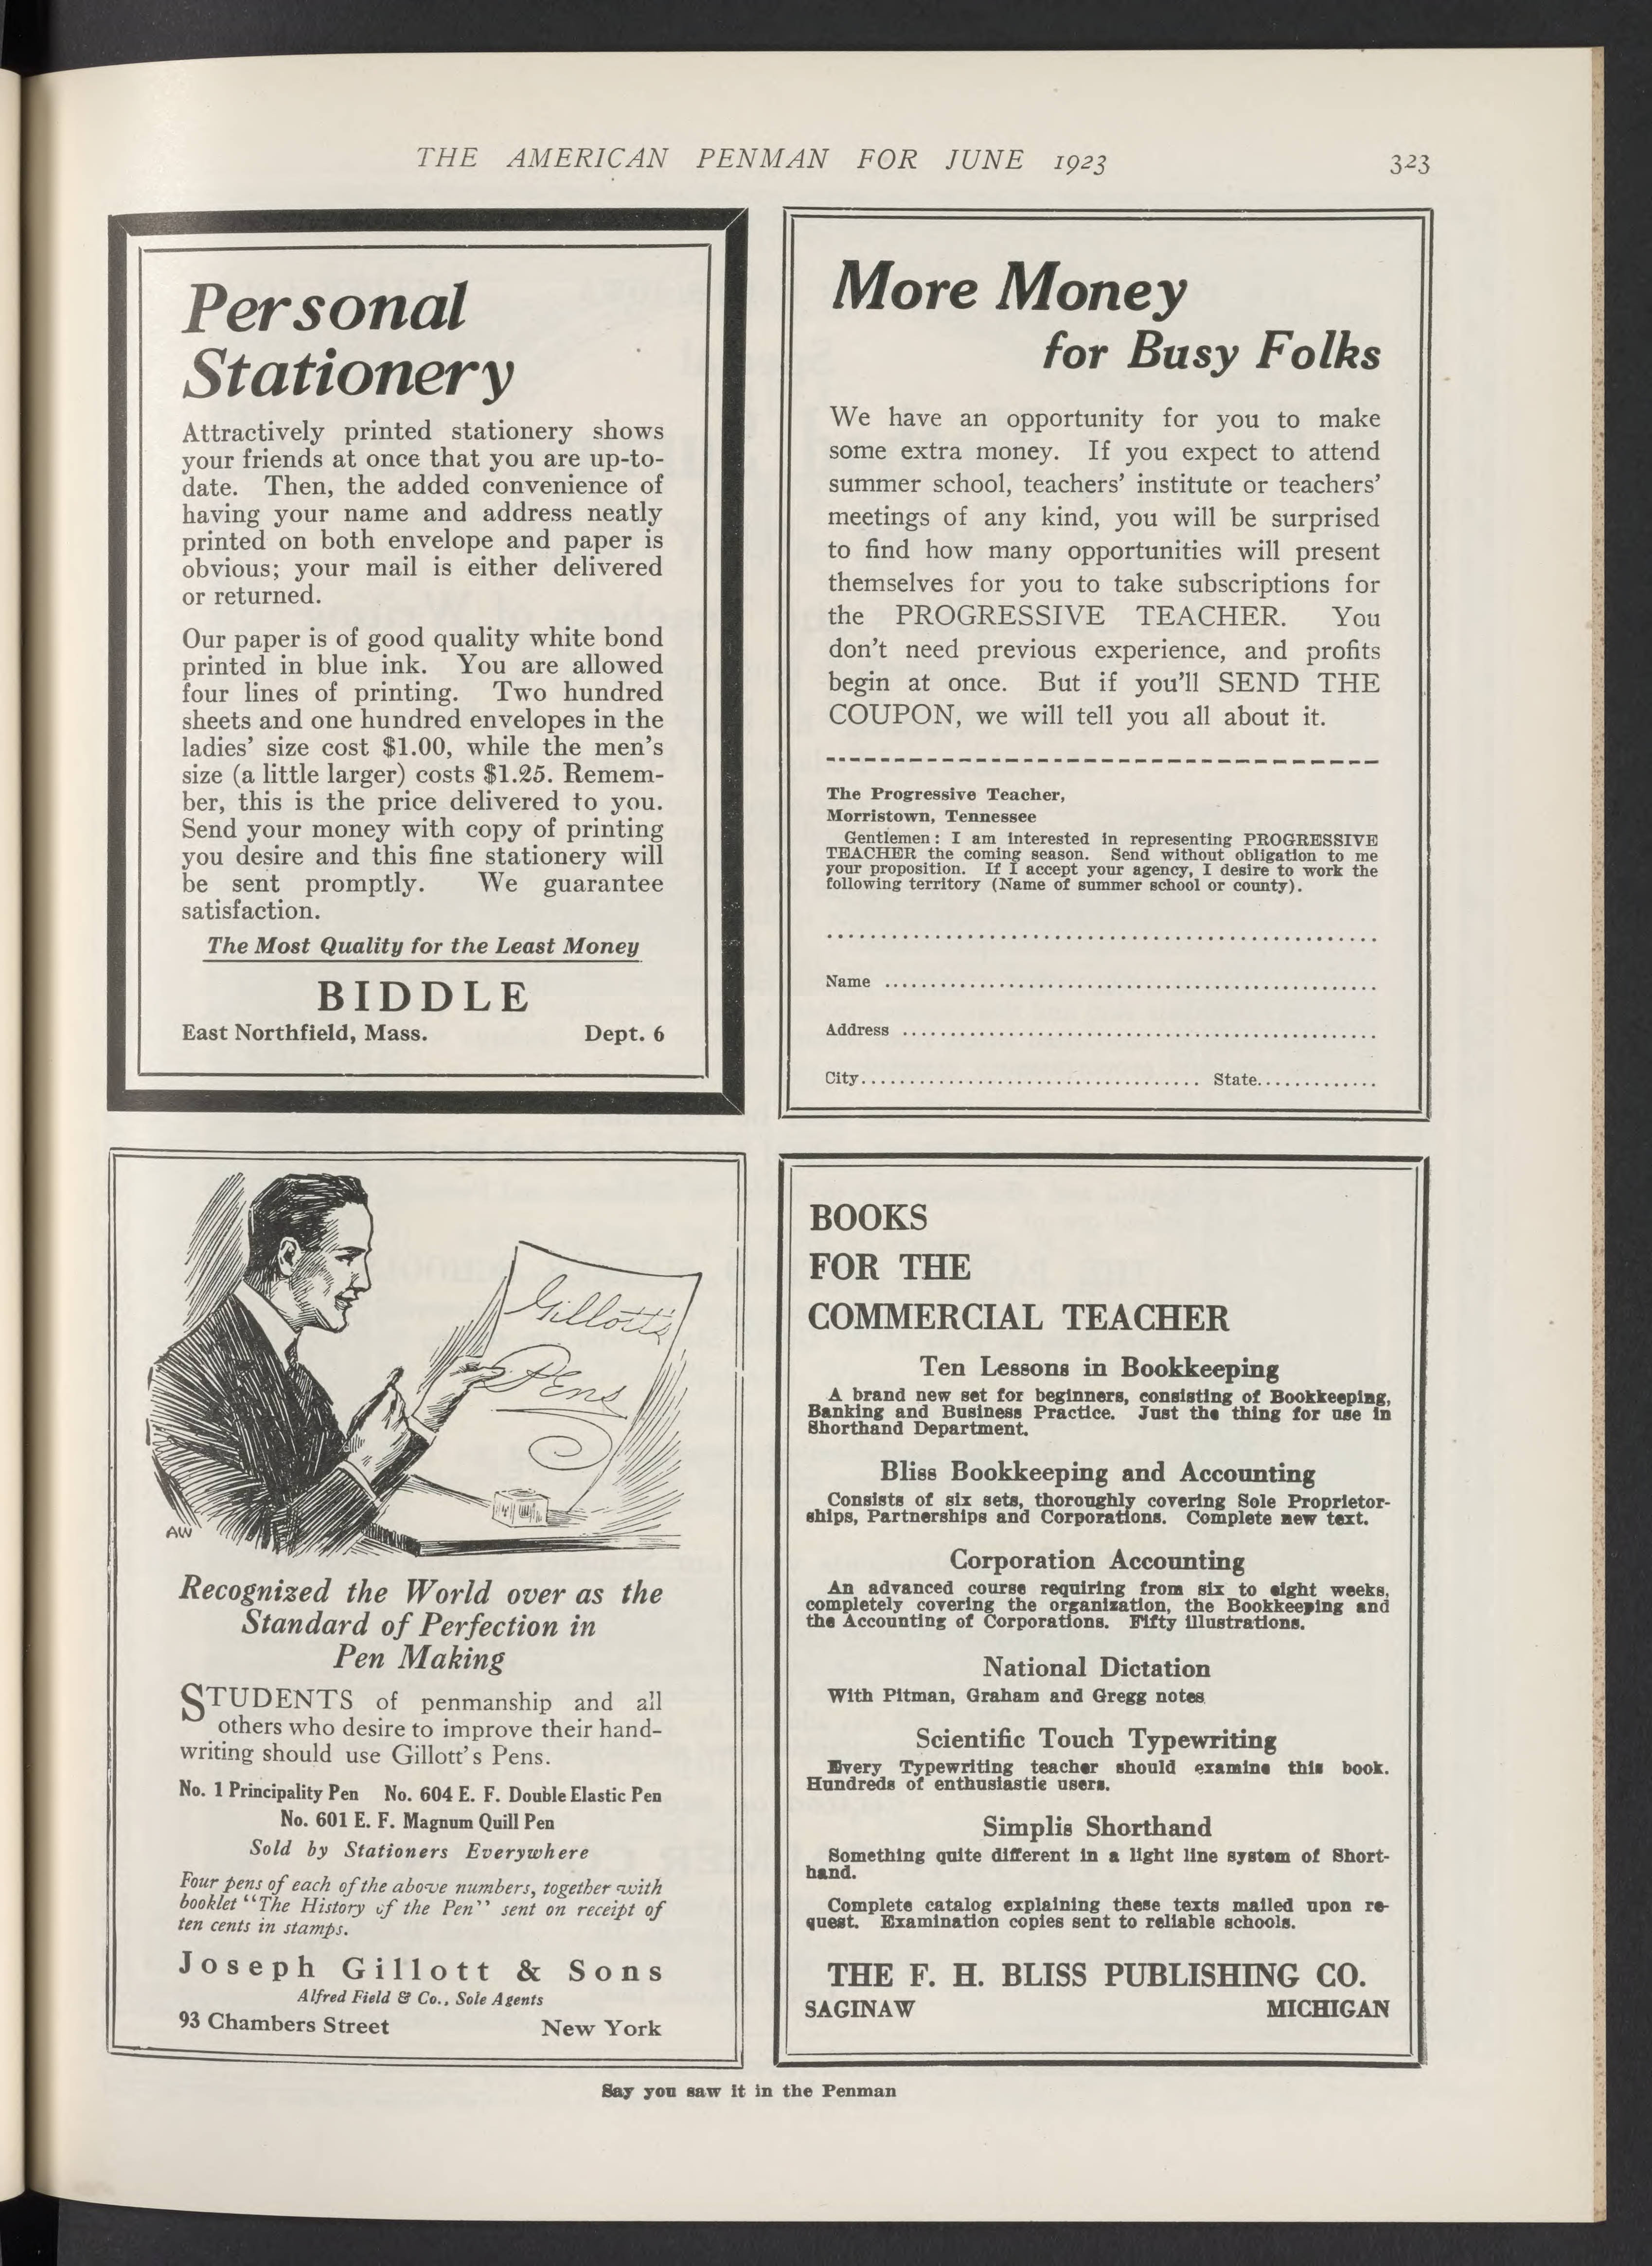 THE AMERICAN PENMAN FOR JUNE 1923 323
Personal
Stationery
Attractively printed stationery shows
your friends at once that you are up-to-
date. Then, the added convenience of
having your name and address neatly
printed on both envelope and paper is
obvious; your mail is either delivered
or returned.
Our paper is of good quality white bond
printed in blue ink. You are allowed
four lines of printing. Two hundred
sheets and one hundred envelopes in the
ladies' size cost $1.00, while the men's
size (a little larger) costs $1.25. Remem-
ber, this is the price delivered to you.
Send your money with copy of printing
you desire and this fine stationery will
be sent promptly. We guarantee
satisfaction.
The Most Quality for the Least Money
BIDDLE
East Northfield, Mass. Dept. 6
More Money
for Busy Folks
We have an opportunity for you to make
some extra money. If you expect to attend
summer school, teachers' institute or teachers'
meetings of any kind, you will be surprised
to find how many opportunities will present
themselves for you to take subscriptions for
the PROGRESSIVE TEACHER. You
don't need previous experience, and profits
begin at once. But if you'll SEND THE
COUPON, we will tell you all about it.
The Progressive Teacher,
Morristown, Tennessee
Gentlemen: I am interested in representing PROGRESSIVE
TEACHER the coming season. Send without obligation to me
your proposition. If I accept your agency, I desire to work the
following territory (Name of summer school or county).
Name
Address
City State
Gillott's
Pens
AW
Recognized the World over as the
Standard of Perfection in
Pen Making
STUDENTS of penmanship and all
others who desire to improve their hand-
writing should use Gillott's Pens.
No. 1 Principality Pen No. 604 E. F. Double Elastic Pen
No. 601 E. F. Magnum Quill Pen
Sold by Stationers Everywhere
Four pens of each of the above numbers, together with
booklet "The History of the Pen" sent on receipt of
ten cents in stamps.
Joseph Gillott & Sons
Alfred Field & Co., Sole Agents
93 Chambers Street New York
BOOKS
FOR THE
COMMERCIAL TEACHER
Ten Lessons in Bookkeeping
A brand new set for beginners, consisting of Bookkeeping,
Banking and Business Practice. Just the thing for use in
Shorthand Department.
Bliss Bookkeeping and Accounting
Consists of six sets, thoroughly covering Sole Proprietor-
ships, Partnerships and Corporations. Complete new text.
Corporation Accounting
An advanced course requiring from six to eight weeks,
completely covering the organization, the Bookkeeping and
the Accounting of Corporations. Fifty illustrations.
National Dictation
With Pitman, Graham and Gregg notes
Scientific Touch Typewriting
Every Typewriting teacher should examine this book.
Hundreds of enthusiastic users.
Simplis Shorthand
Something quite different in a light line system of Short-
hand.
Complete catalog explaining these texts mailed upon re-
quest. Examination copies sent to reliable schools.
THE F. H. BLISS PUBLISHING CO.
SAGINAW MICHIGAN
Say you saw it in the Penman